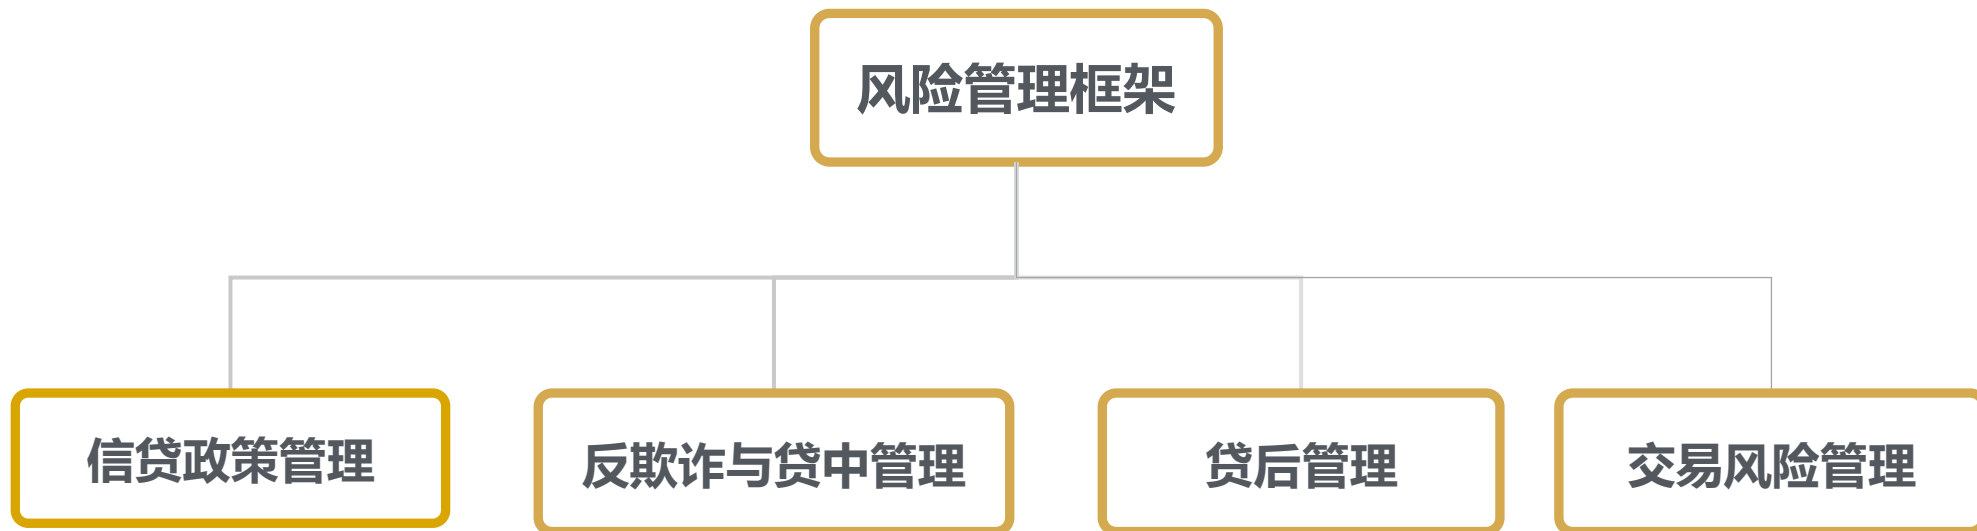 风险管理框架
信贷政策管理
反欺诈与贷中管理
贷后管理
交易风险管理